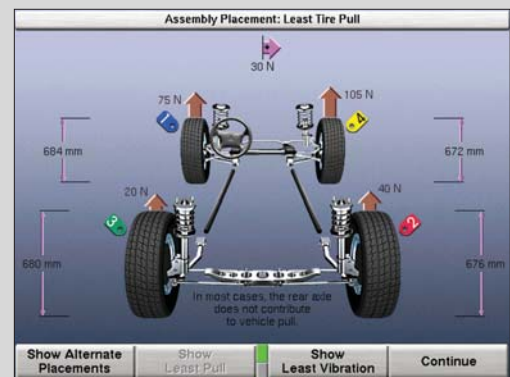 Assembly Placement: Least Tire Pull
30 N
75 N
105 N
1
4
684 mm
672 mm
20 N
40 N
3
2
680 mm
676 mm
In most cases, the rear axle
does not contribute
to vehicle pull.
Show Alternate
Placements
Show
Least Pull
Show
Least Vibration
Continue